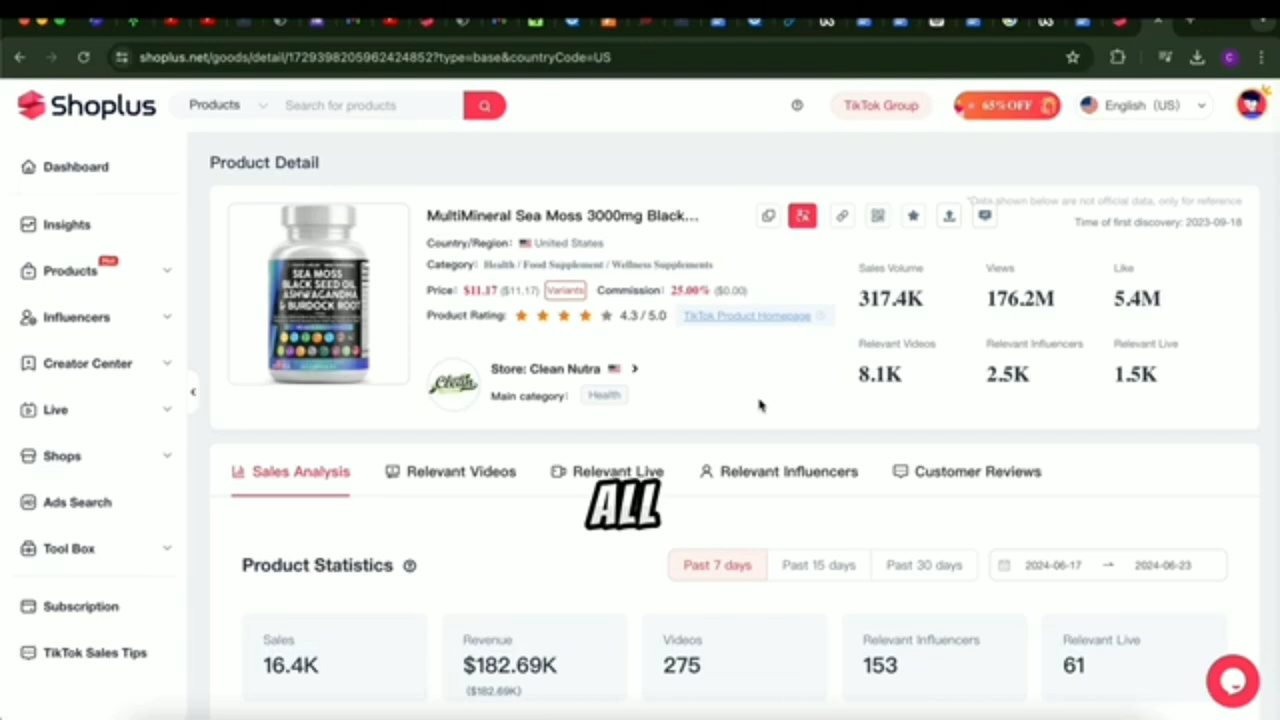 shoplus.net/goods/detail/1729398205962424852?type=base&countryCode=US
Shoplus
Products
Search for products
TikTok Group
65%OFF
English (US)
Dashboard
Insights
Products
Hot
Influencers
Creator Center
Live
Shops
Ads Search
Tool Box
Subscription
TikTok Sales Tips
Product Detail
SEA MOSS
BLACK SEED OIL
ASHWAGANDHA
& BURDOCK ROOT
MultiMineral Sea Moss 3000mg Black...
Country/Region: United States
Category: Health / Food Supplement / Wellness Supplements
Price: $11.17 ($11.17) Variants Commission: 25.00% ($0.00)
Product Rating: 4.3 / 5.0 TikTok Product Homepage
Clean
Store: Clean Nutra
Main category: Health
*Data shown below are not official data, only for reference
Time of first discovery: 2023-09-18
Sales Volume Views Like
317.4K 176.2M 5.4M
Relevant Videos Relevant Influencers Relevant Live
8.1K 2.5K 1.5K
Sales Analysis Relevant Videos Relevant Live Relevant Influencers Customer Reviews
ALL
Product Statistics
Past 7 days Past 15 days Past 30 days 2024-06-17 → 2024-06-23
Sales Revenue Videos Relevant Influencers Relevant Live
16.4K $182.69K 275 153 61
($182.69K)